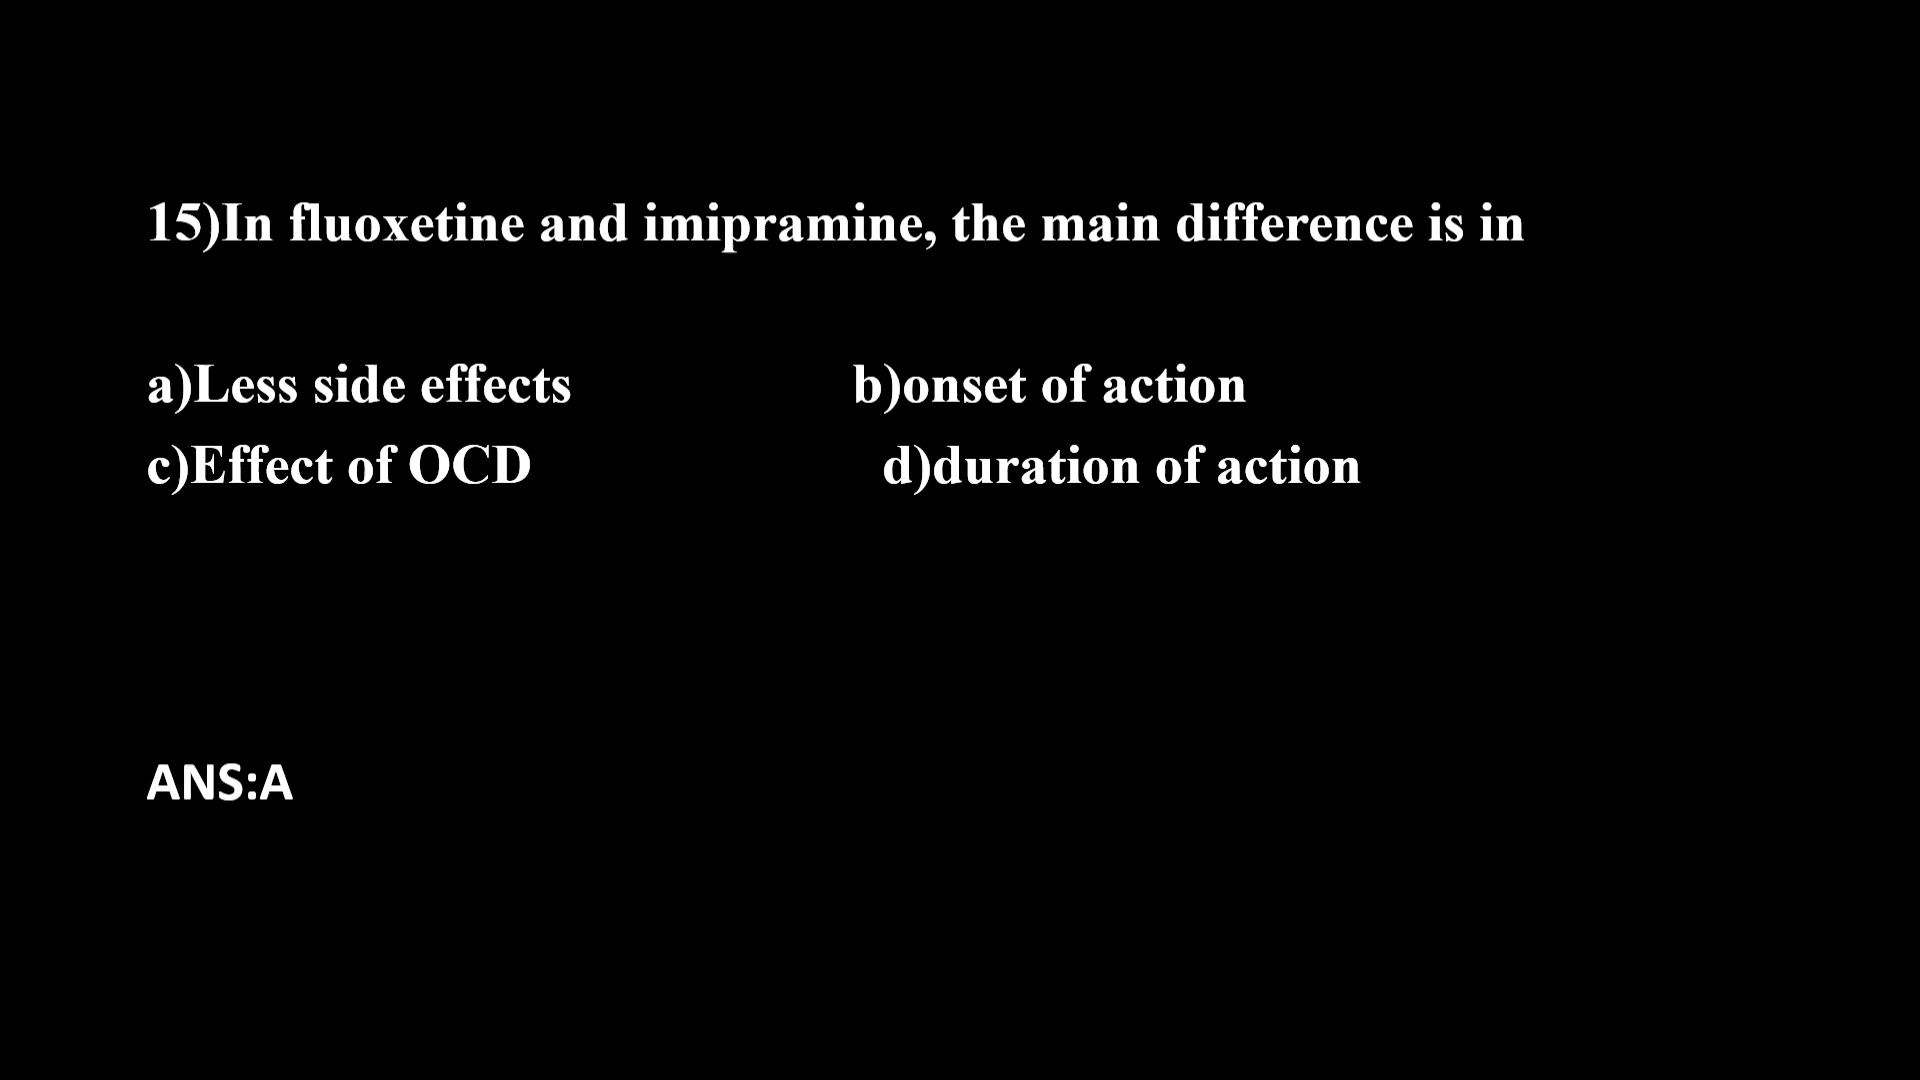 15)In fluoxetine and imipramine, the main difference is in
a)Less side effects b)onset of action
c)Effect of OCD d)duration of action
ANS:A